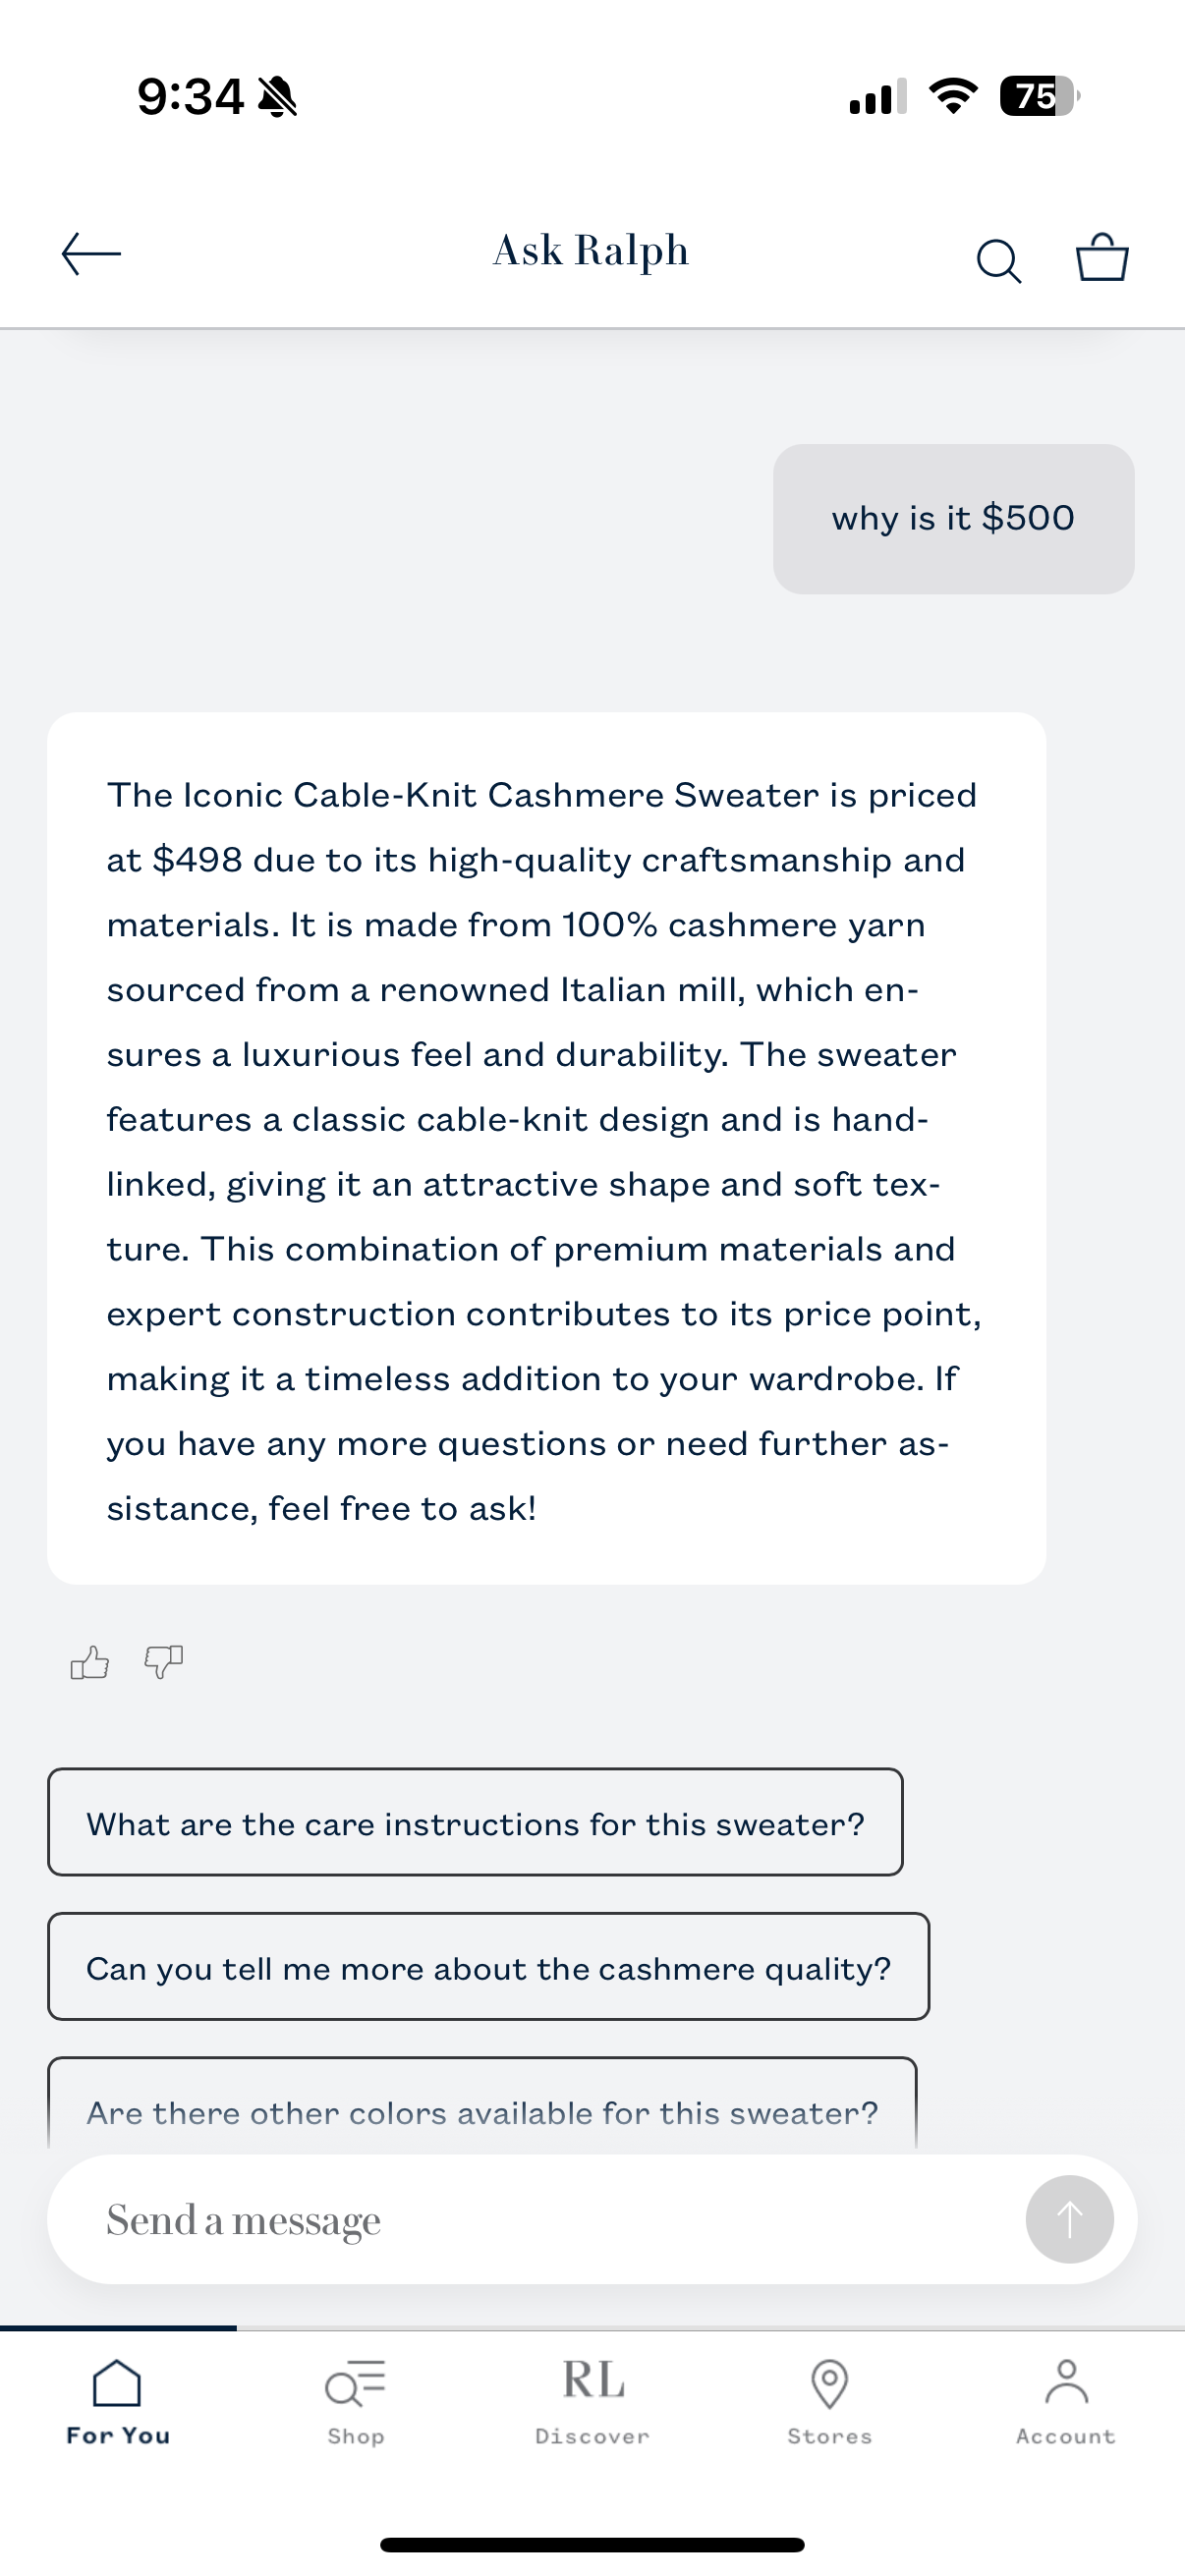 9:34
75
Ask Ralph
why is it $500
The Iconic Cable-Knit Cashmere Sweater is priced
at $498 due to its high-quality craftsmanship and
materials. It is made from 100% cashmere yarn
sourced from a renowned Italian mill, which en-
sures a luxurious feel and durability. The sweater
features a classic cable-knit design and is hand-
linked, giving it an attractive shape and soft tex-
ture. This combination of premium materials and
expert construction contributes to its price point,
making it a timeless addition to your wardrobe. If
you have any more questions or need further as-
sistance, feel free to ask!
What are the care instructions for this sweater?
Can you tell me more about the cashmere quality?
Are there other colors available for this sweater?
Send a message
RL
For You
Shop
Discover
Stores
Account